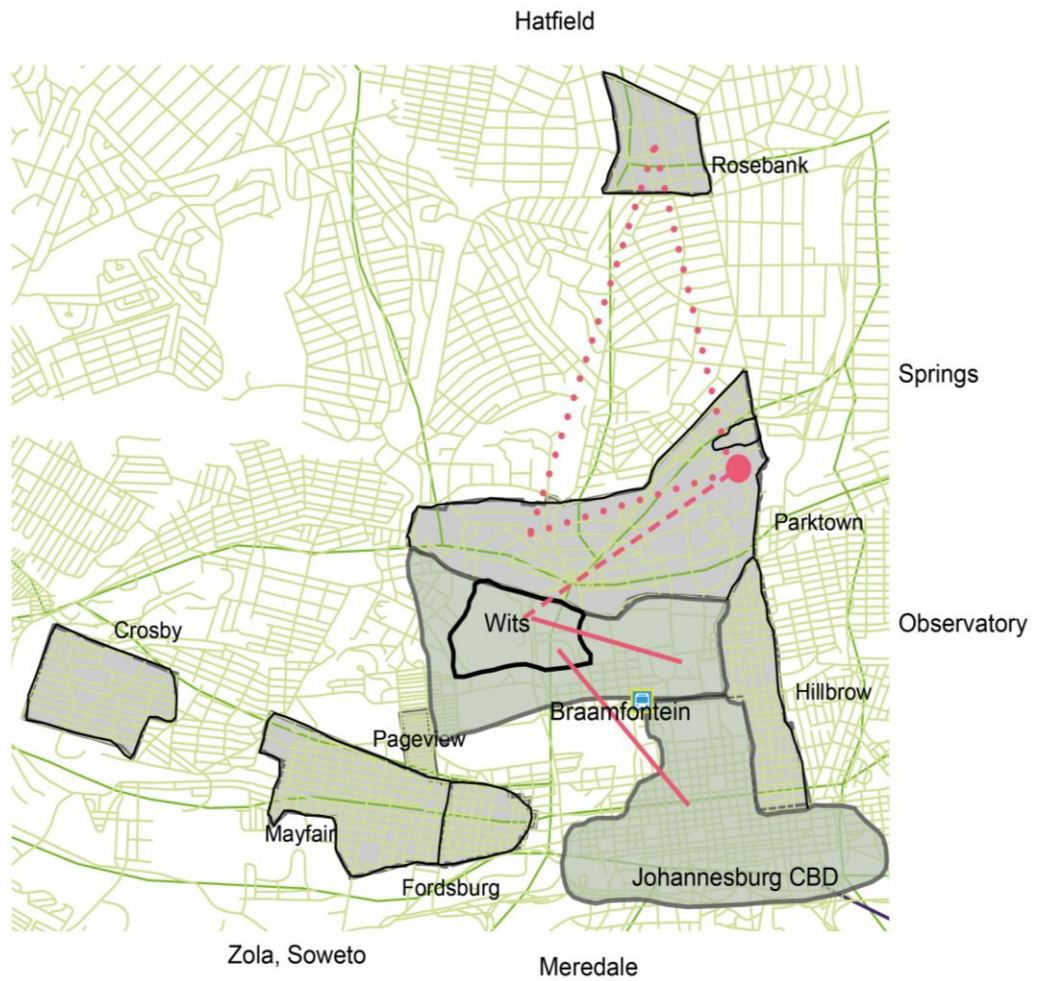 Hatfield
Rosebank
Springs
Parktown
Observatory
Wits
Crosby
Hillbrow
Braamfontein
Pageview
Mayfair
Johannesburg CBD
Fordsburg
Zola, Soweto
Meredale